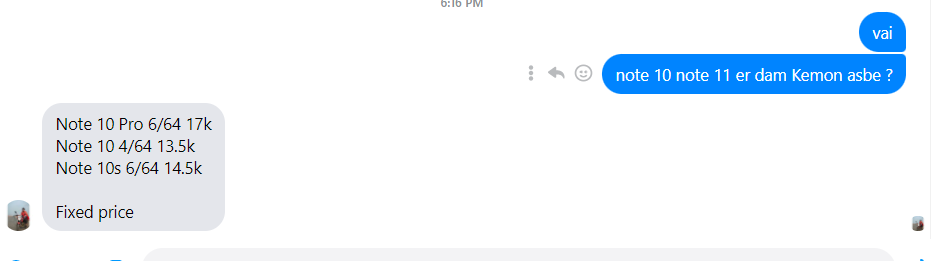 6:16 PM
vai
note 10 note 11 er dam Kemon asbe ?
Note 10 Pro 6/64 17k
Note 10 4/64 13.5k
Note 10s 6/64 14.5k
Fixed price